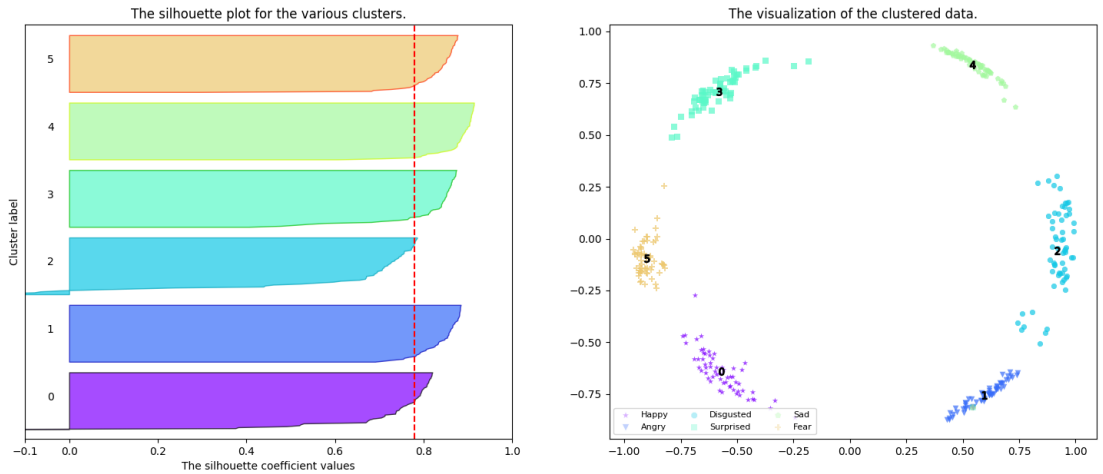 The silhouette plot for the various clusters.
Cluster label
5
4
3
2
1
0
-0.1 0.0 0.2 0.4 0.6 0.8 1.0
The silhouette coefficient values
The visualization of the clustered data.
1.00
0.75
0.50
0.25
0.00
−0.25
−0.50
−0.75
3
4
5
2
0
1
Happy Disgusted Sad
Angry Surprised Fear
−1.00 −0.75 −0.50 −0.25 0.00 0.25 0.50 0.75 1.00